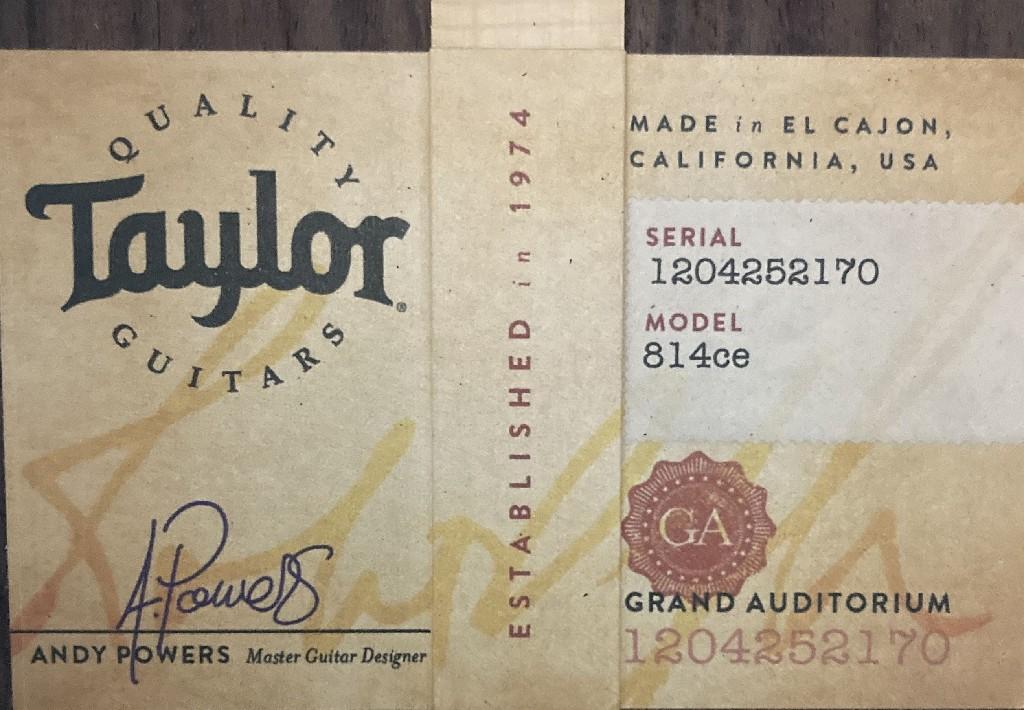 QUALITY
Taylor®
GUITARS
A. Powers
ANDY POWERS Master Guitar Designer
ESTABLISHED in 1974
MADE in EL CAJON,
CALIFORNIA, USA
SERIAL
1204252170
MODEL
814ce
GA
GRAND AUDITORIUM
1204252170